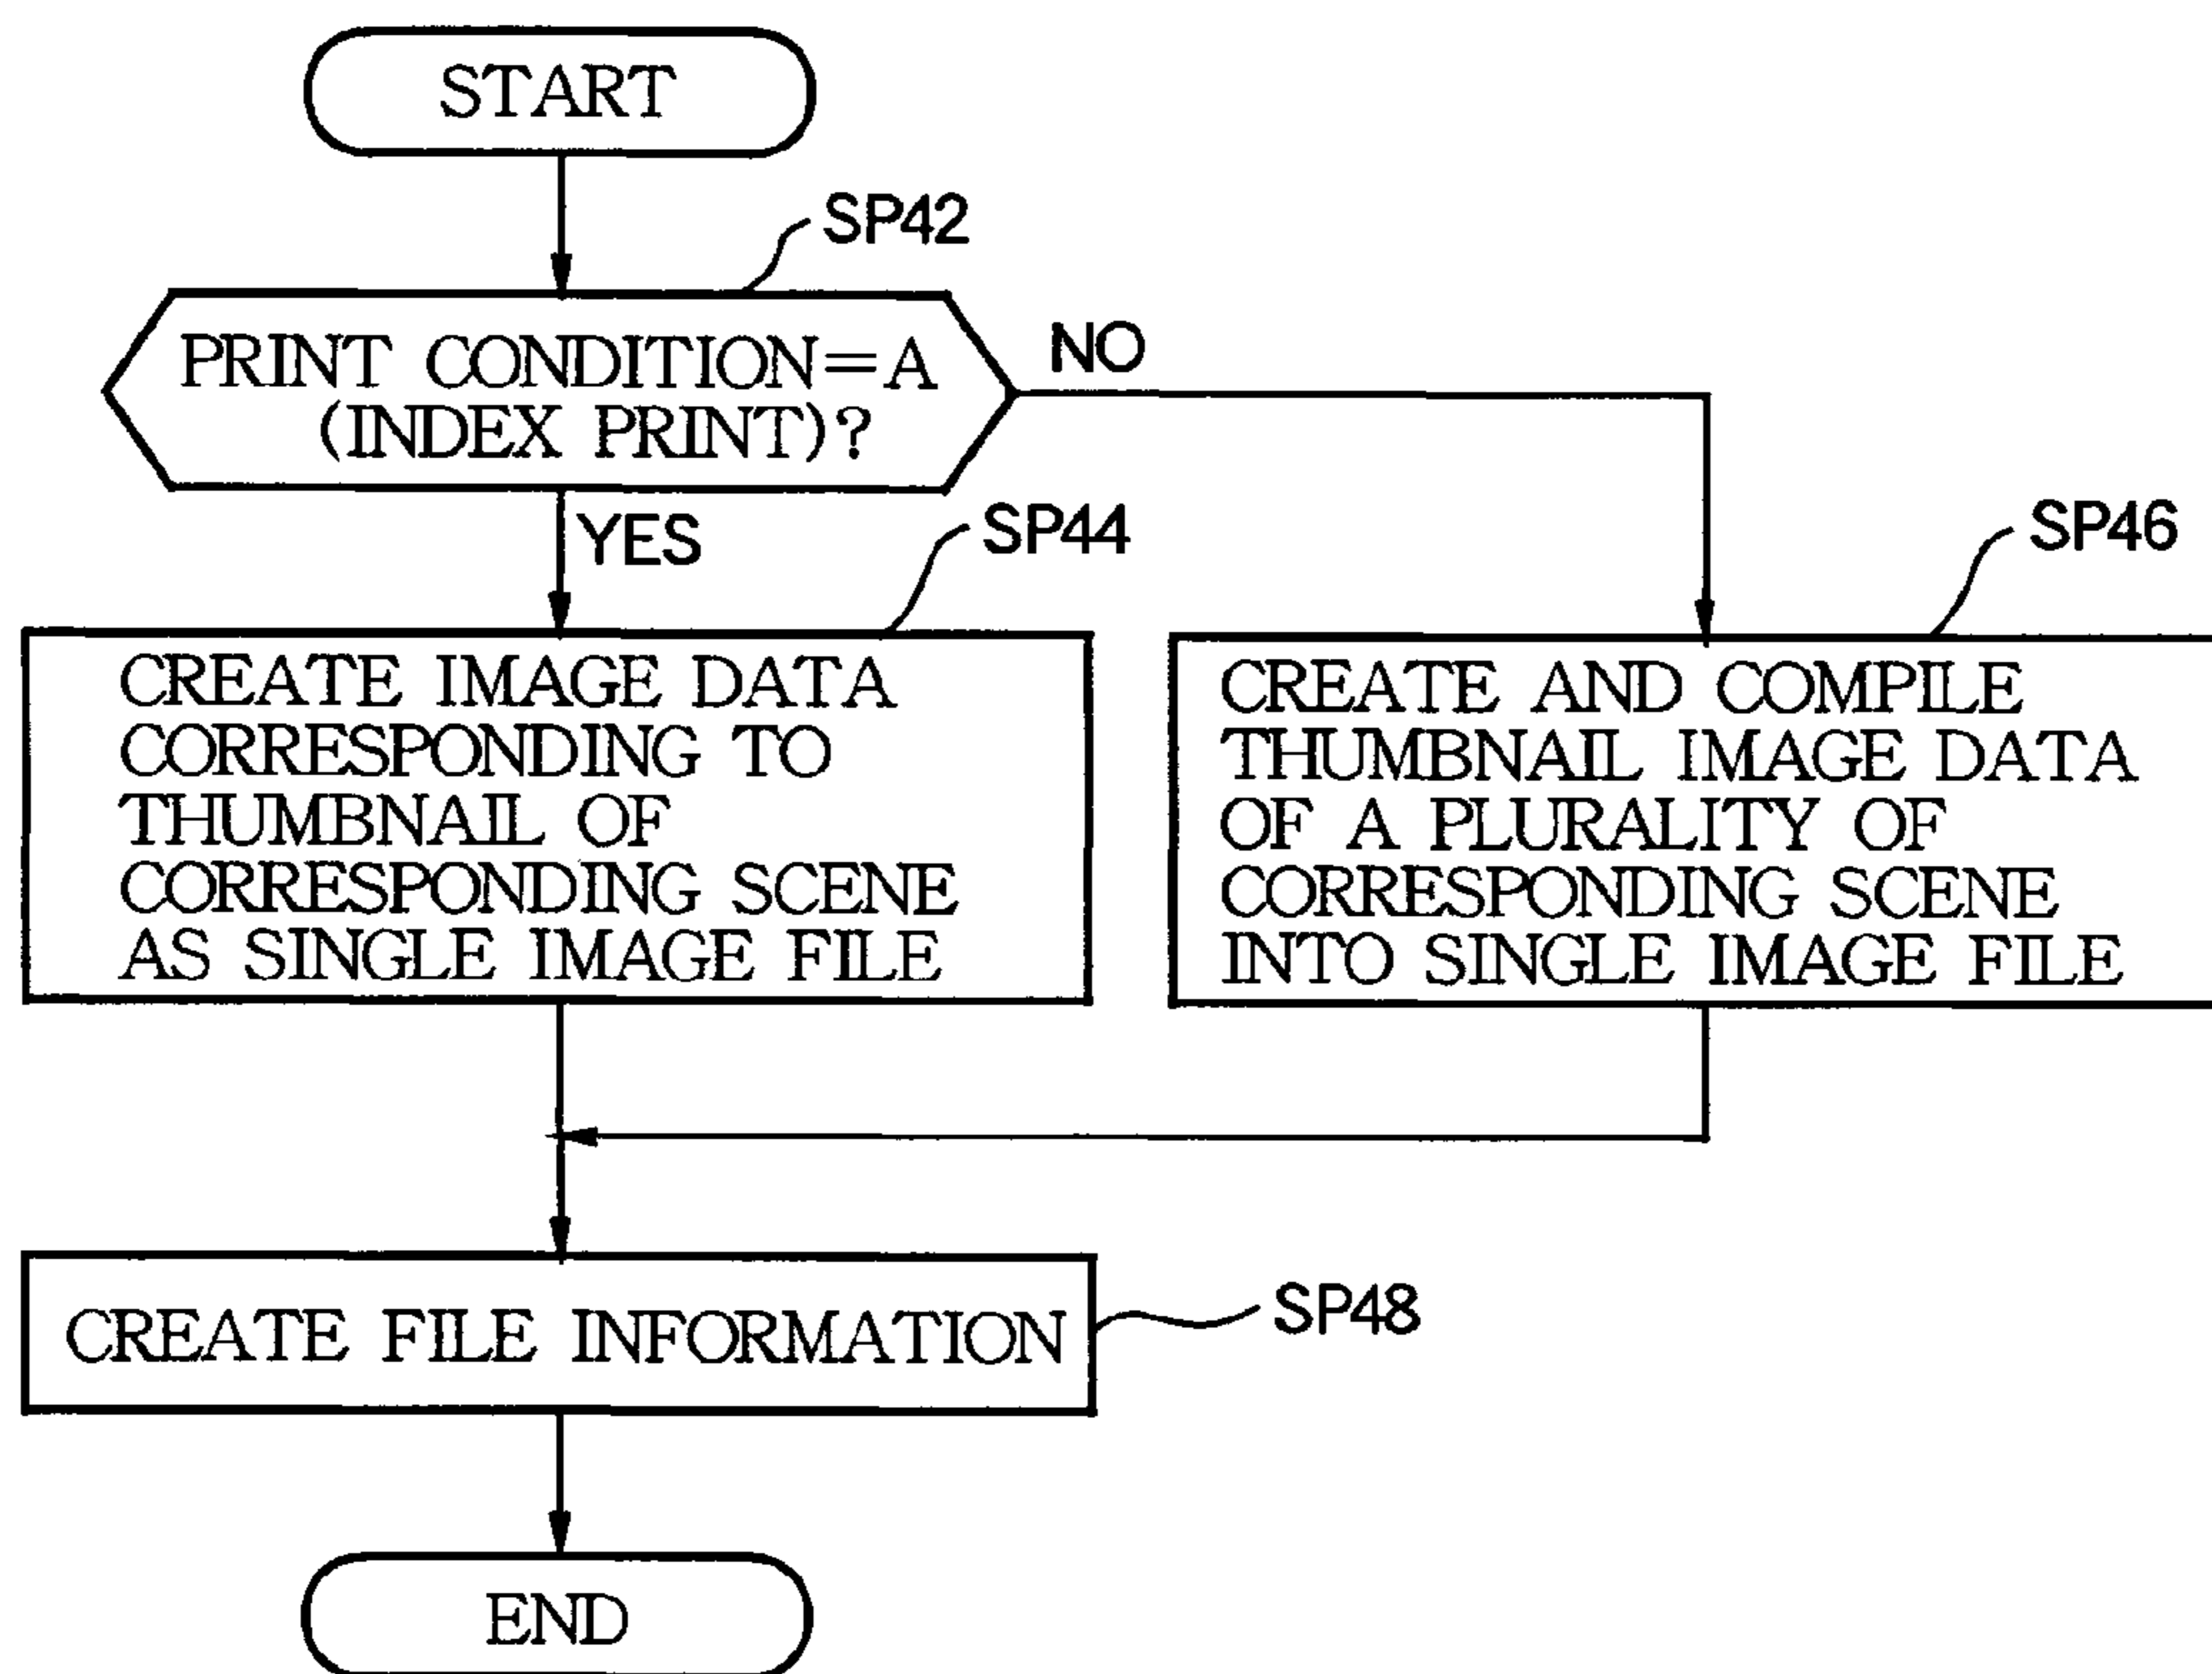 START
SP42
PRINT CONDITION=A
(INDEX PRINT)?
NO
YES
SP44
CREATE IMAGE DATA
CORRESPONDING TO
THUMBNAIL OF
CORRESPONDING SCENE
AS SINGLE IMAGE FILE
SP46
CREATE AND COMPILE
THUMBNAIL IMAGE DATA
OF A PLURALITY OF
CORRESPONDING SCENE
INTO SINGLE IMAGE FILE
CREATE FILE INFORMATION
SP48
END